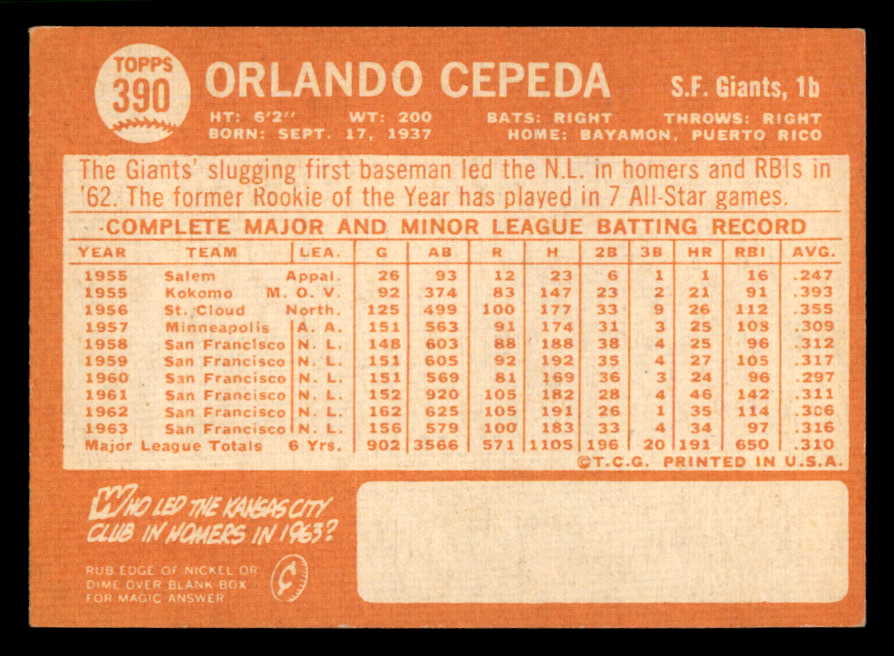 TOPPS
390
ORLANDO CEPEDA
S.F. Giants, 1b
HT: 6'2" WT: 200 BATS: RIGHT THROWS: RIGHT
BORN: SEPT. 17, 1937 HOME: BAYAMON, PUERTO RICO
The Giants' slugging first baseman led the N.L. in homers and RBIs in
'62. The former Rookie of the Year has played in 7 All-Star games.
COMPLETE MAJOR AND MINOR LEAGUE BATTING RECORD
YEAR TEAM LEA. G AB R H 2B 3B HR RBI AVG.
1955 Salem Appal. 26 93 12 23 6 1 1 16 .247
1955 Kokomo M. O. V. 92 374 83 147 23 2 21 91 .393
1956 St. Cloud North. 125 499 100 177 33 9 26 112 .355
1957 Minneapolis A. A. 151 563 91 174 31 3 25 108 .309
1958 San Francisco N. L. 148 603 88 188 38 4 25 96 .312
1959 San Francisco N. L. 151 605 92 192 35 4 27 105 .317
1960 San Francisco N. L. 151 569 81 169 36 3 24 96 .297
1961 San Francisco N. L. 152 920 105 182 28 4 46 142 .311
1962 San Francisco N. L. 162 625 105 191 26 1 35 114 .306
1963 San Francisco N. L. 156 579 100 183 33 4 34 97 .316
Major League Totals 6 Yrs. 902 3566 571 1105 196 20 191 650 .310
©T.C.G. PRINTED IN U.S.A.
WHO LED THE KANSAS CITY
CLUB IN HOMERS IN 1963?
RUB EDGE OF NICKEL OR
DIME OVER BLANK BOX
FOR MAGIC ANSWER
¢